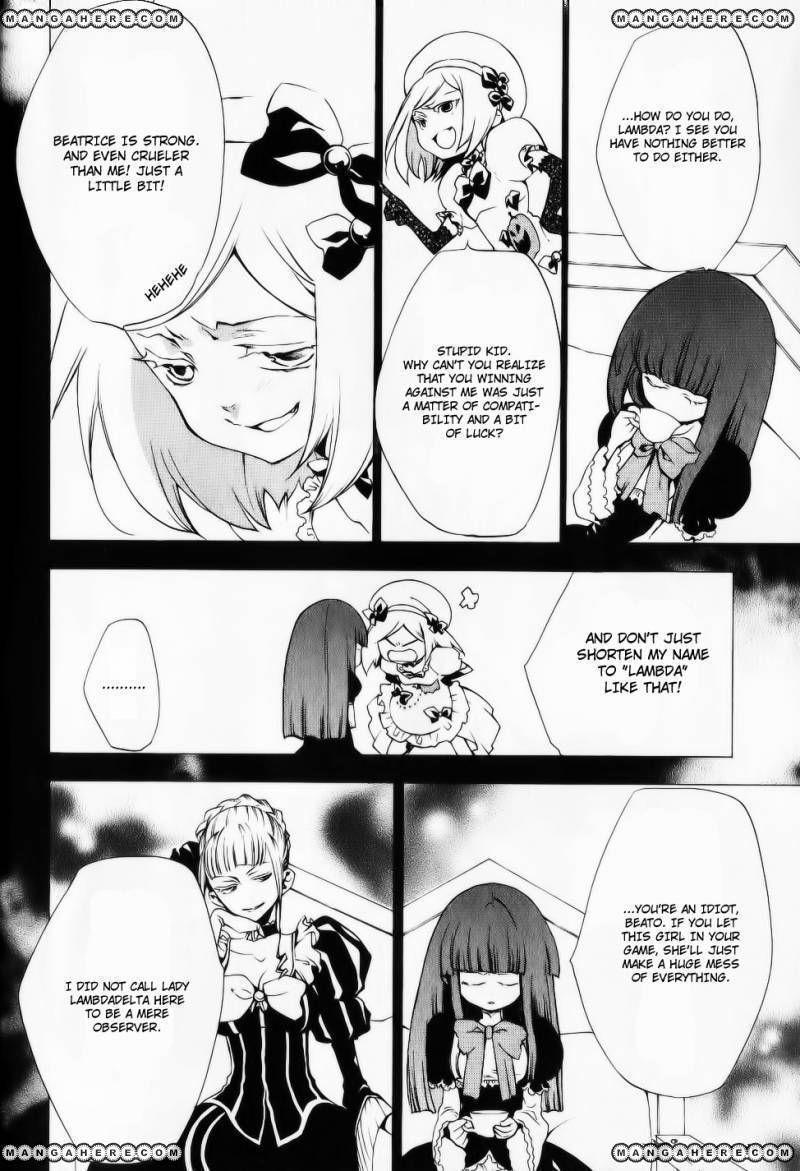 MANGAHERE.COM
MANGAHERE.COM
...HOW DO YOU DO,
LAMBDA? I SEE YOU
HAVE NOTHING BETTER
TO DO EITHER.
STUPID KID.
WHY CAN'T YOU REALIZE
THAT YOU WINNING
AGAINST ME WAS JUST
A MATTER OF COMPATI-
BILITY AND A BIT
OF LUCK?
BEATRICE IS STRONG.
AND EVEN CRUELER
THAN ME! JUST A
LITTLE BIT!
HEHEHE
AND DON'T JUST
SHORTEN MY NAME
TO "LAMBDA"
LIKE THAT!
..........
...YOU'RE AN IDIOT,
BEATO. IF YOU LET
THIS GIRL IN YOUR
GAME, SHE'LL JUST
MAKE A HUGE MESS
OF EVERYTHING.
I DID NOT CALL LADY
LAMBDADELTA HERE
TO BE A MERE
OBSERVER.
MANGAHERE.COM
MANGAHERE.COM